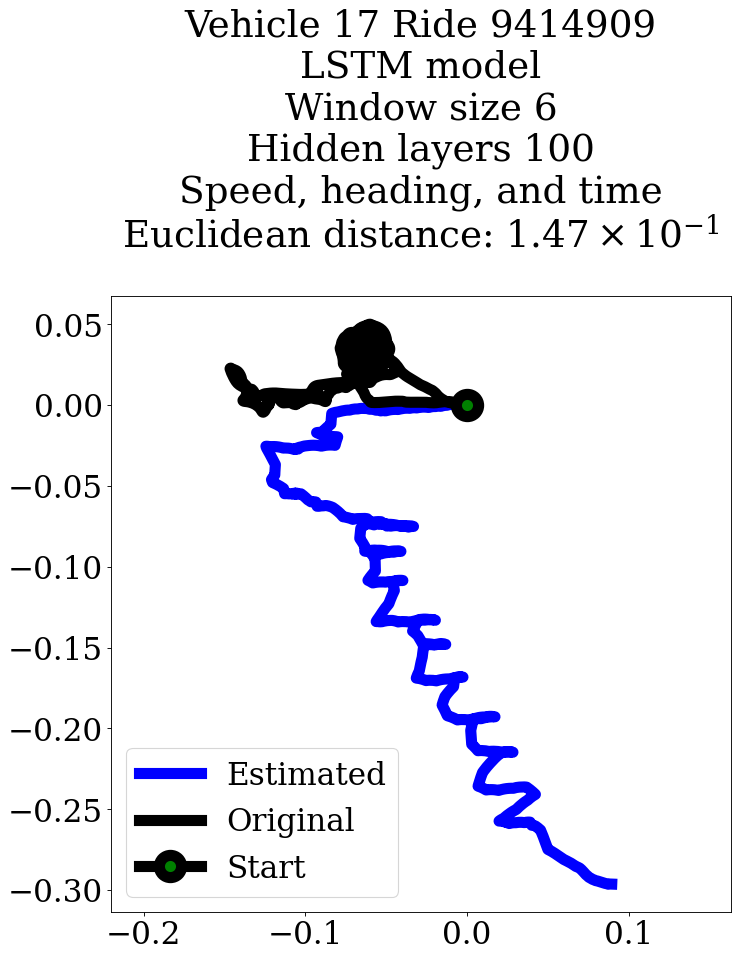 Vehicle 17 Ride 9414909
LSTM model
Window size 6
Hidden layers 100
Speed, heading, and time
Euclidean distance: 1.47 × 10⁻¹
0.05
0.00
−0.05
−0.10
−0.15
−0.20
−0.25
−0.30
Estimated
Original
Start
−0.2 −0.1 0.0 0.1